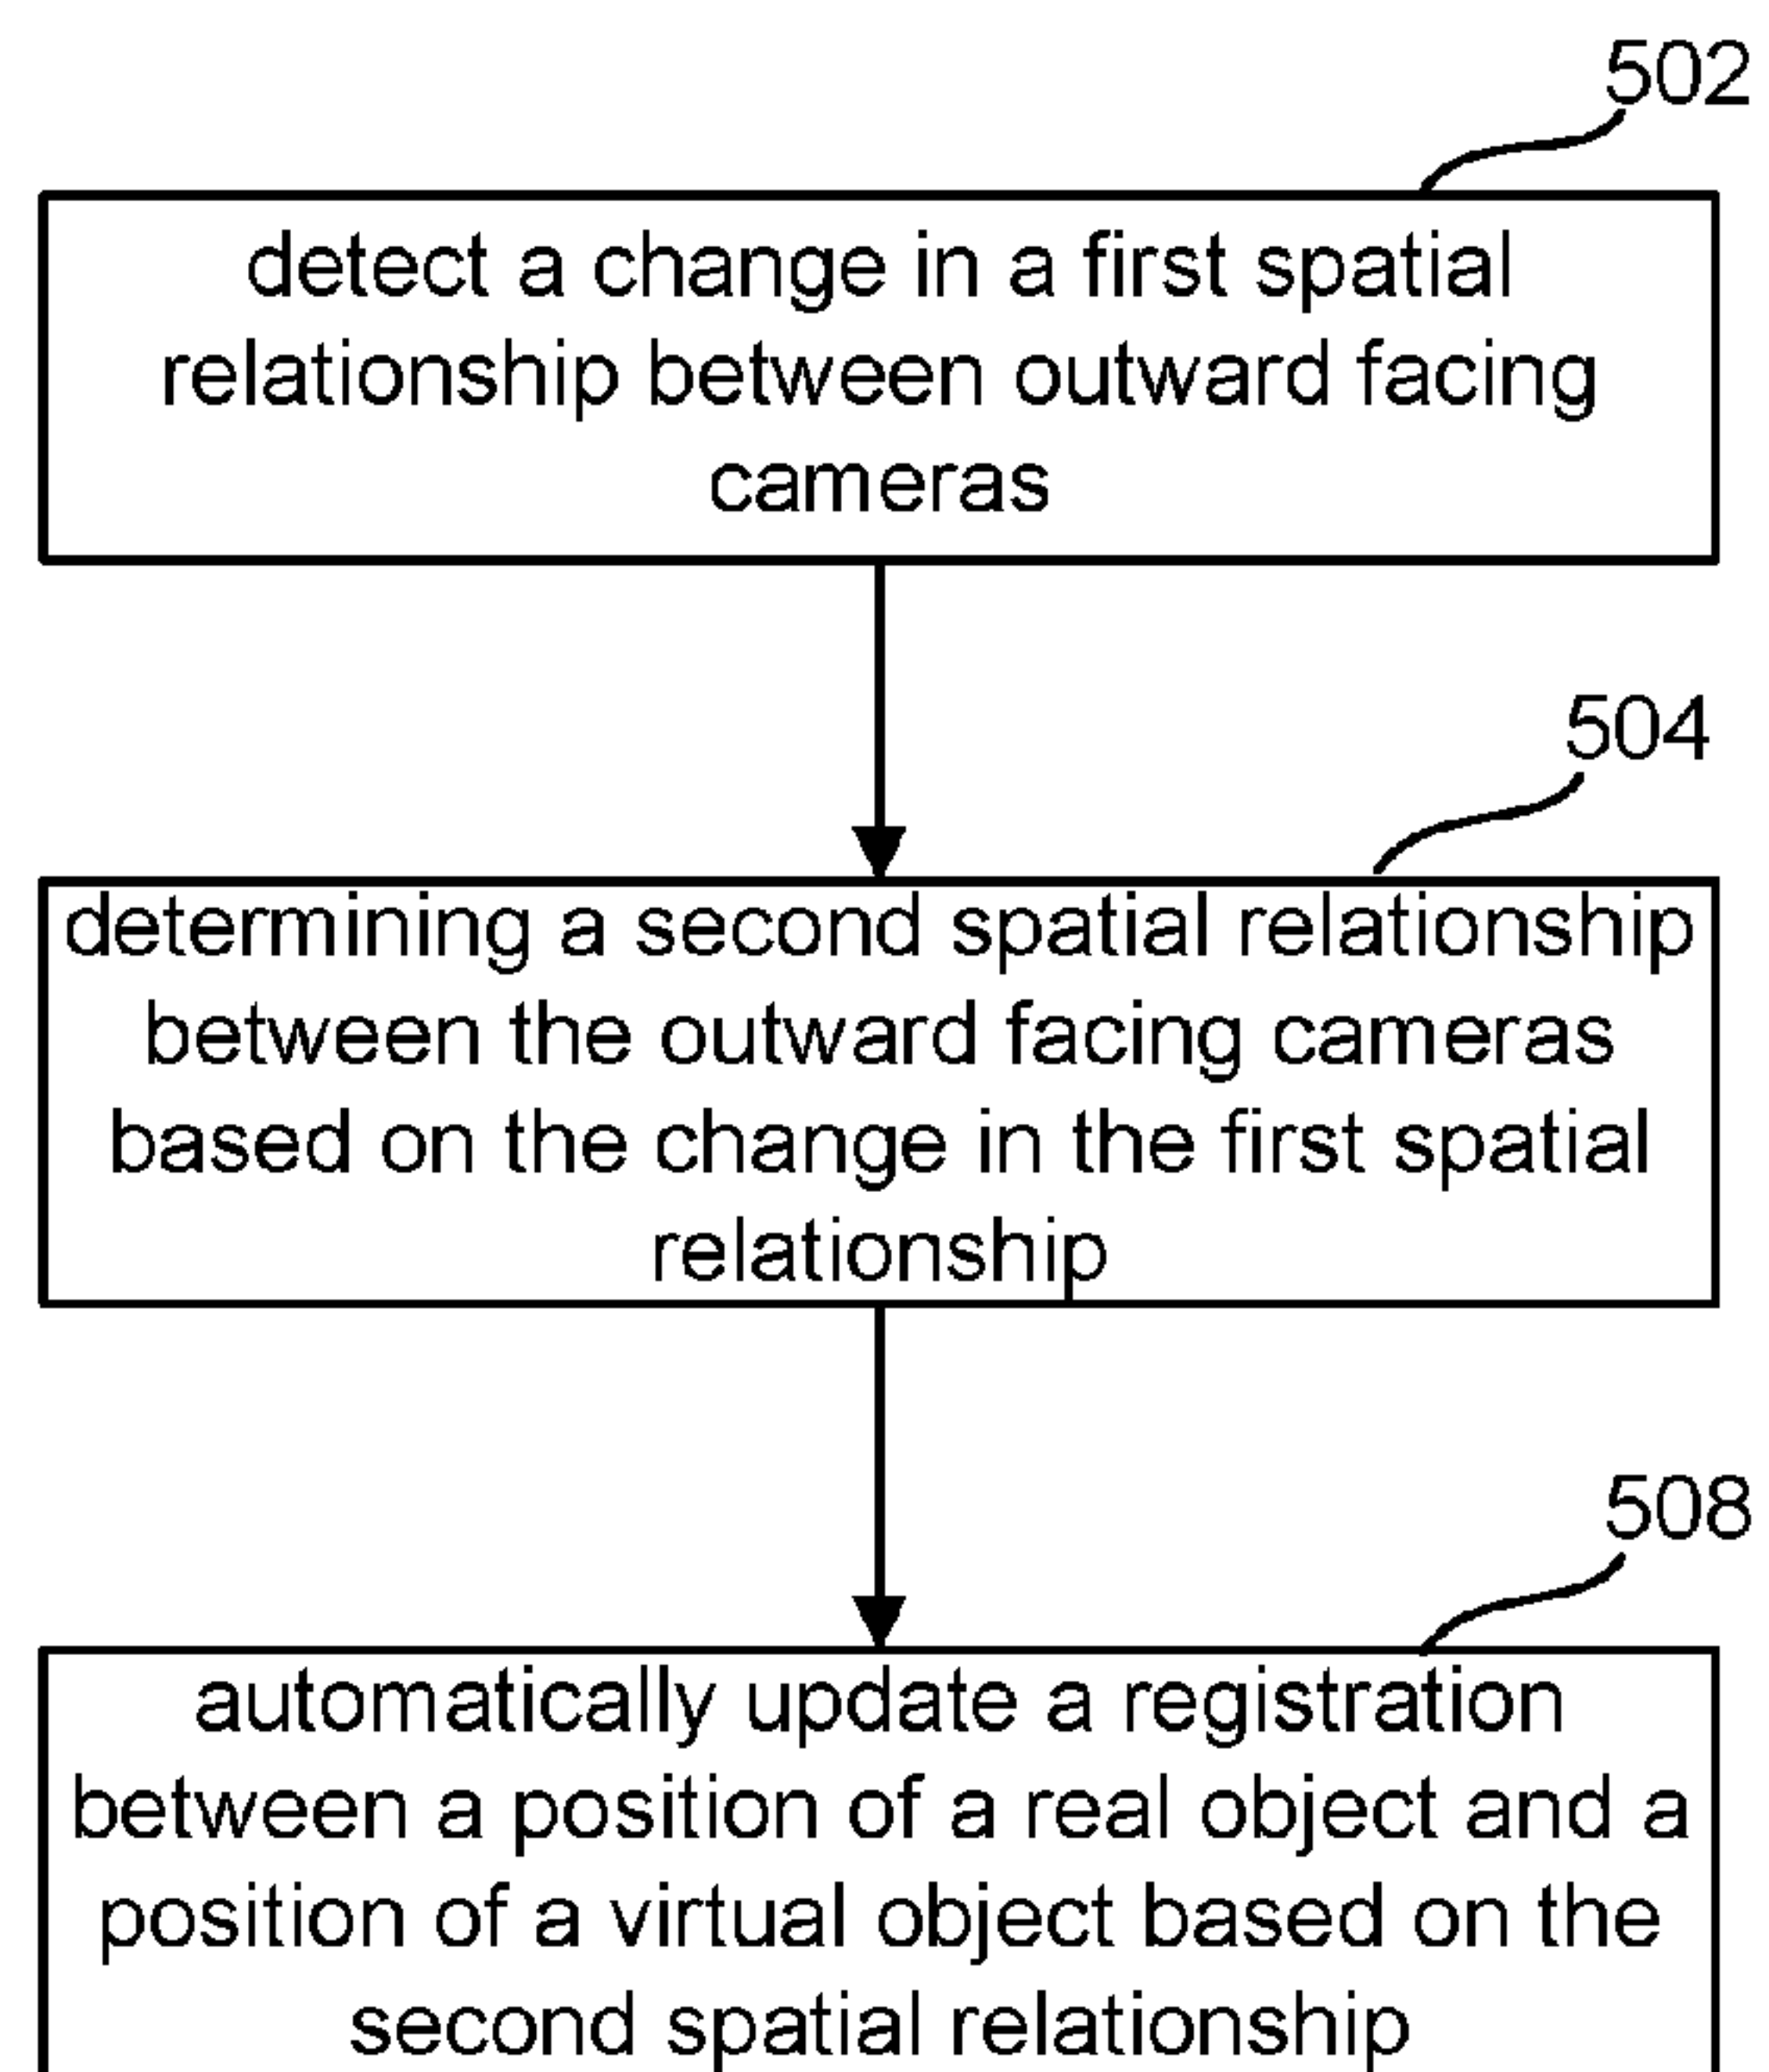 502
detect a change in a first spatial
relationship between outward facing
cameras
504
determining a second spatial relationship
between the outward facing cameras
based on the change in the first spatial
relationship
508
automatically update a registration
between a position of a real object and a
position of a virtual object based on the
second spatial relationship